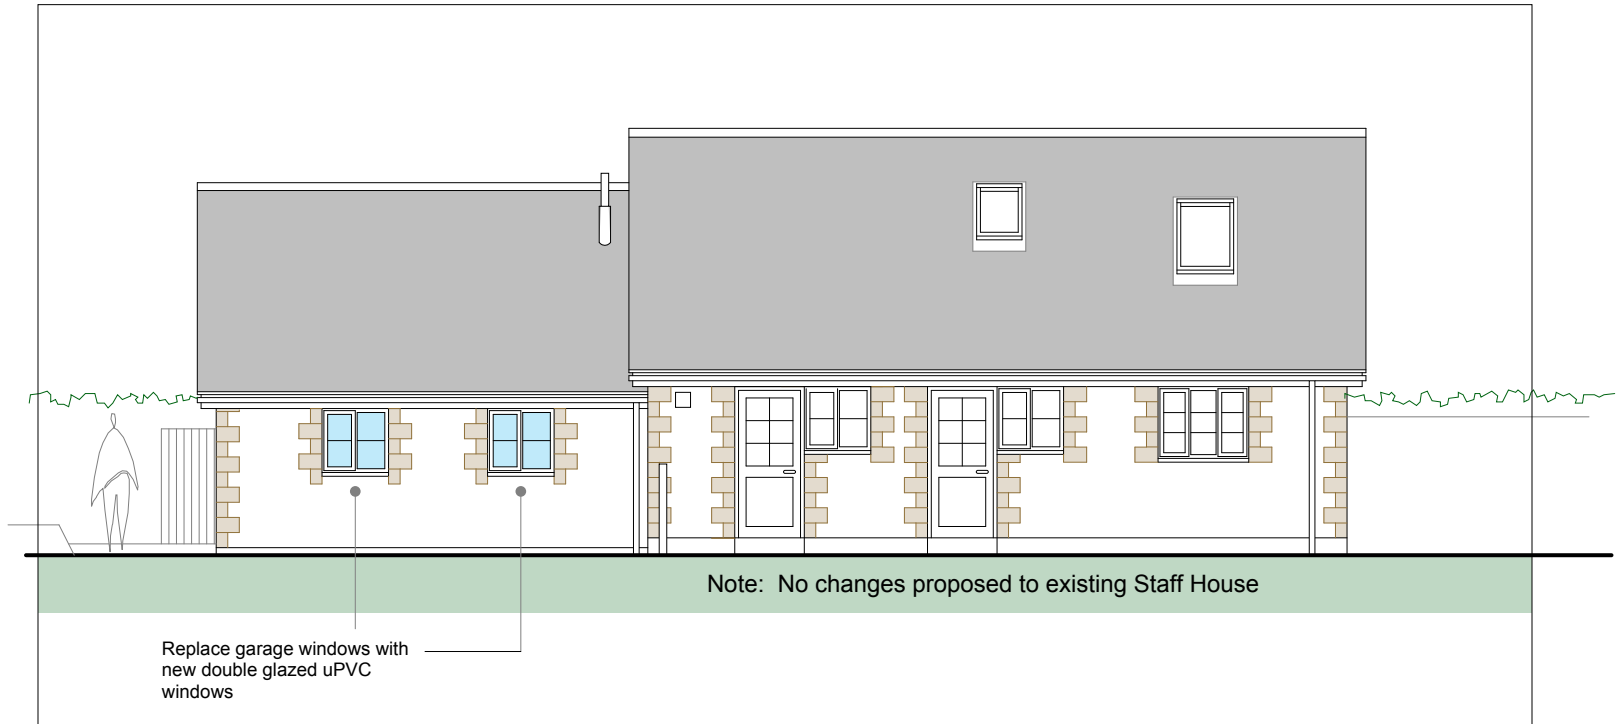 Note:  No changes proposed to existing Staff House
Replace garage windows with
new double glazed uPVC
windows